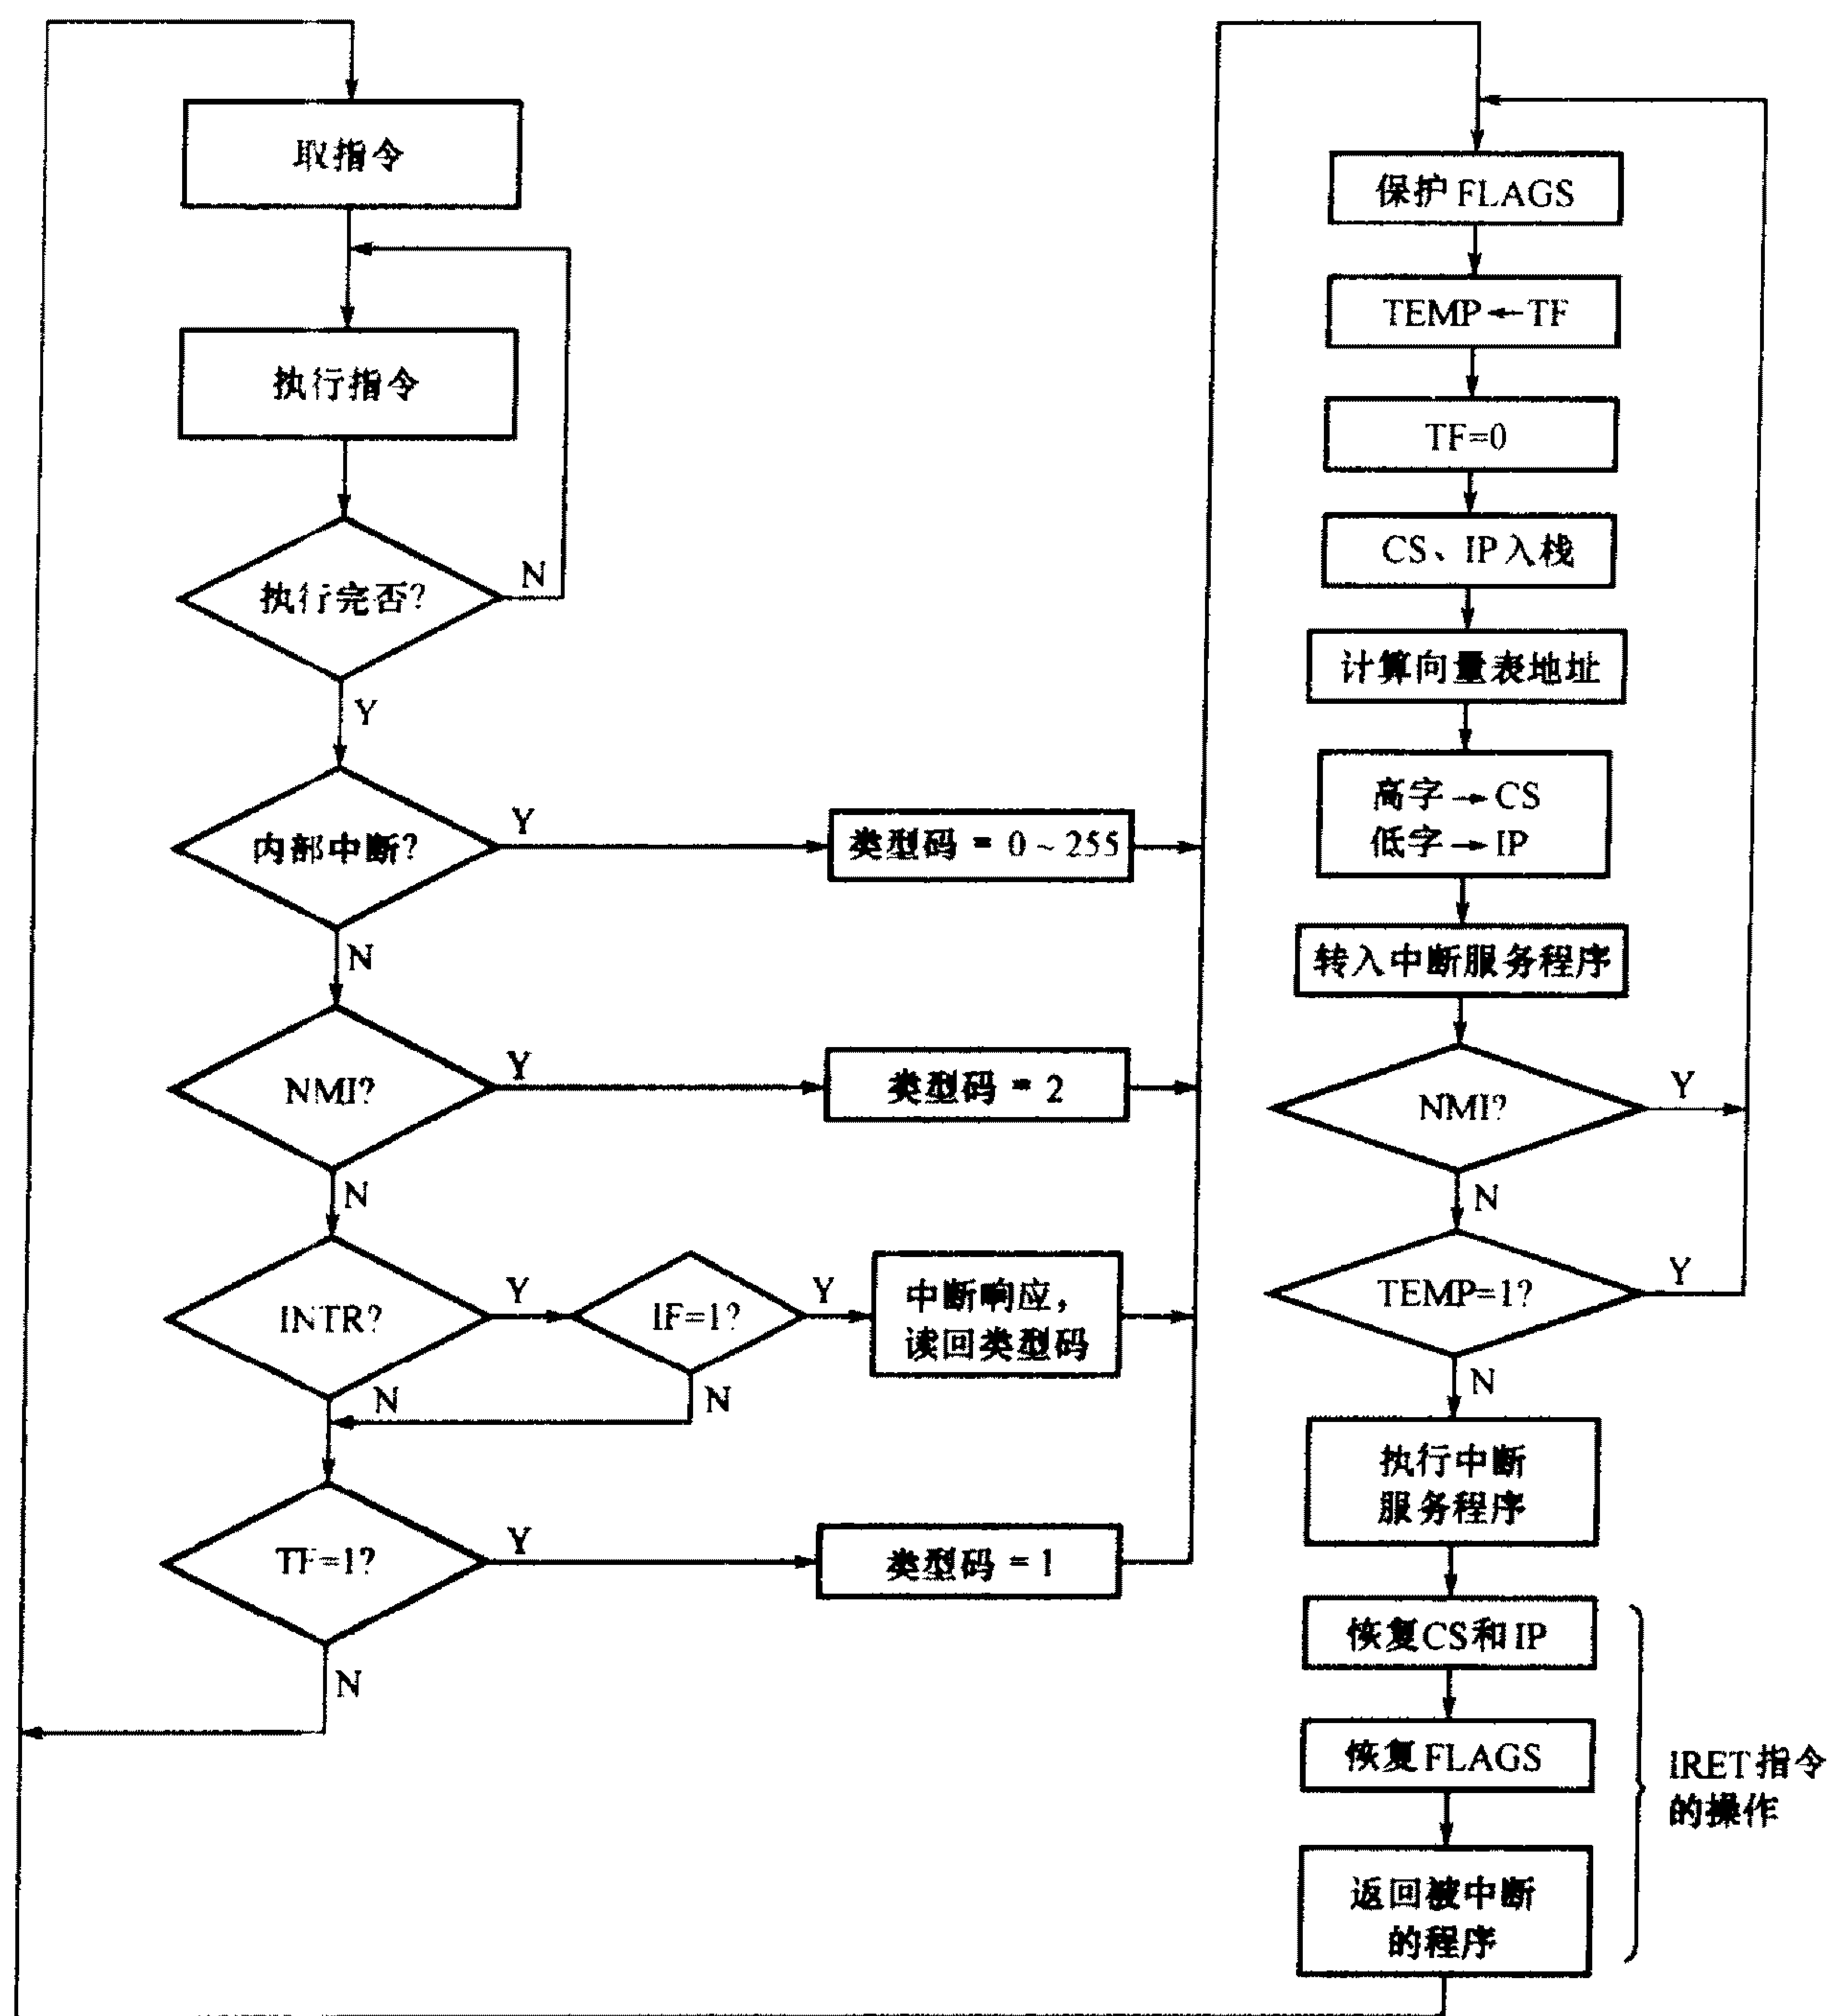 取指令
执行指令
执行完否?
N
Y
内部中断?
Y
类型码 = 0 ~ 255
N
NMI?
Y
类型码 = 2
N
INTR?
Y
IF=1?
Y
中断响应,
读回类型码
N
N
TF=1?
Y
类型码 = 1
N
保护 FLAGS
TEMP←TF
TF=0
CS、IP 入栈
计算向量表地址
高字→CS
低字→IP
转入中断服务程序
NMI?
Y
N
TEMP=1?
Y
N
执行中断
服务程序
恢复CS和IP
恢复FLAGS
返回被中断
的程序
IRET 指令
的操作